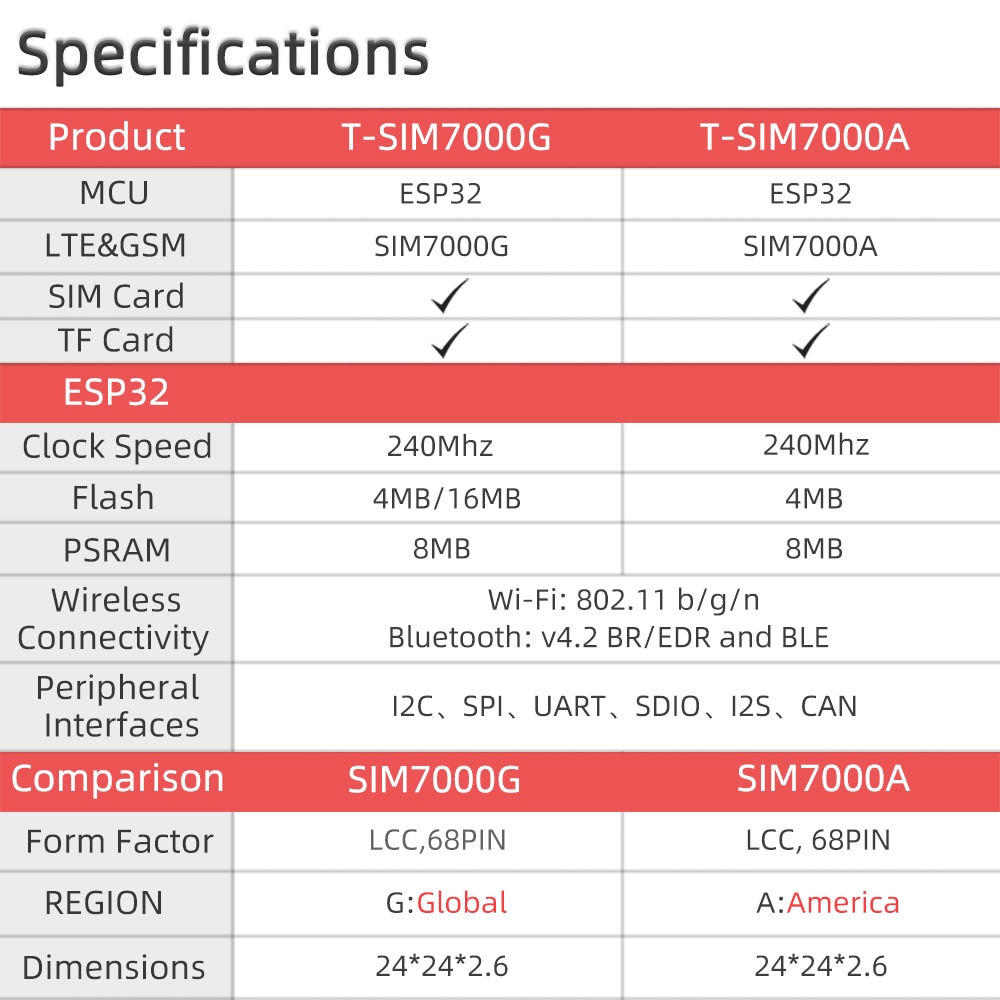 Specifications
Product T-SIM7000G T-SIM7000A
MCU ESP32 ESP32
LTE&GSM SIM7000G SIM7000A
SIM Card ✓ ✓
TF Card ✓ ✓
ESP32
Clock Speed 240Mhz 240Mhz
Flash 4MB/16MB 4MB
PSRAM 8MB 8MB
Wireless Connectivity
Wi-Fi: 802.11 b/g/n
Bluetooth: v4.2 BR/EDR and BLE
Peripheral Interfaces
I2C、SPI、UART、SDIO、I2S、CAN
Comparison SIM7000G SIM7000A
Form Factor LCC,68PIN LCC, 68PIN
REGION G:Global A:America
Dimensions 24*24*2.6 24*24*2.6